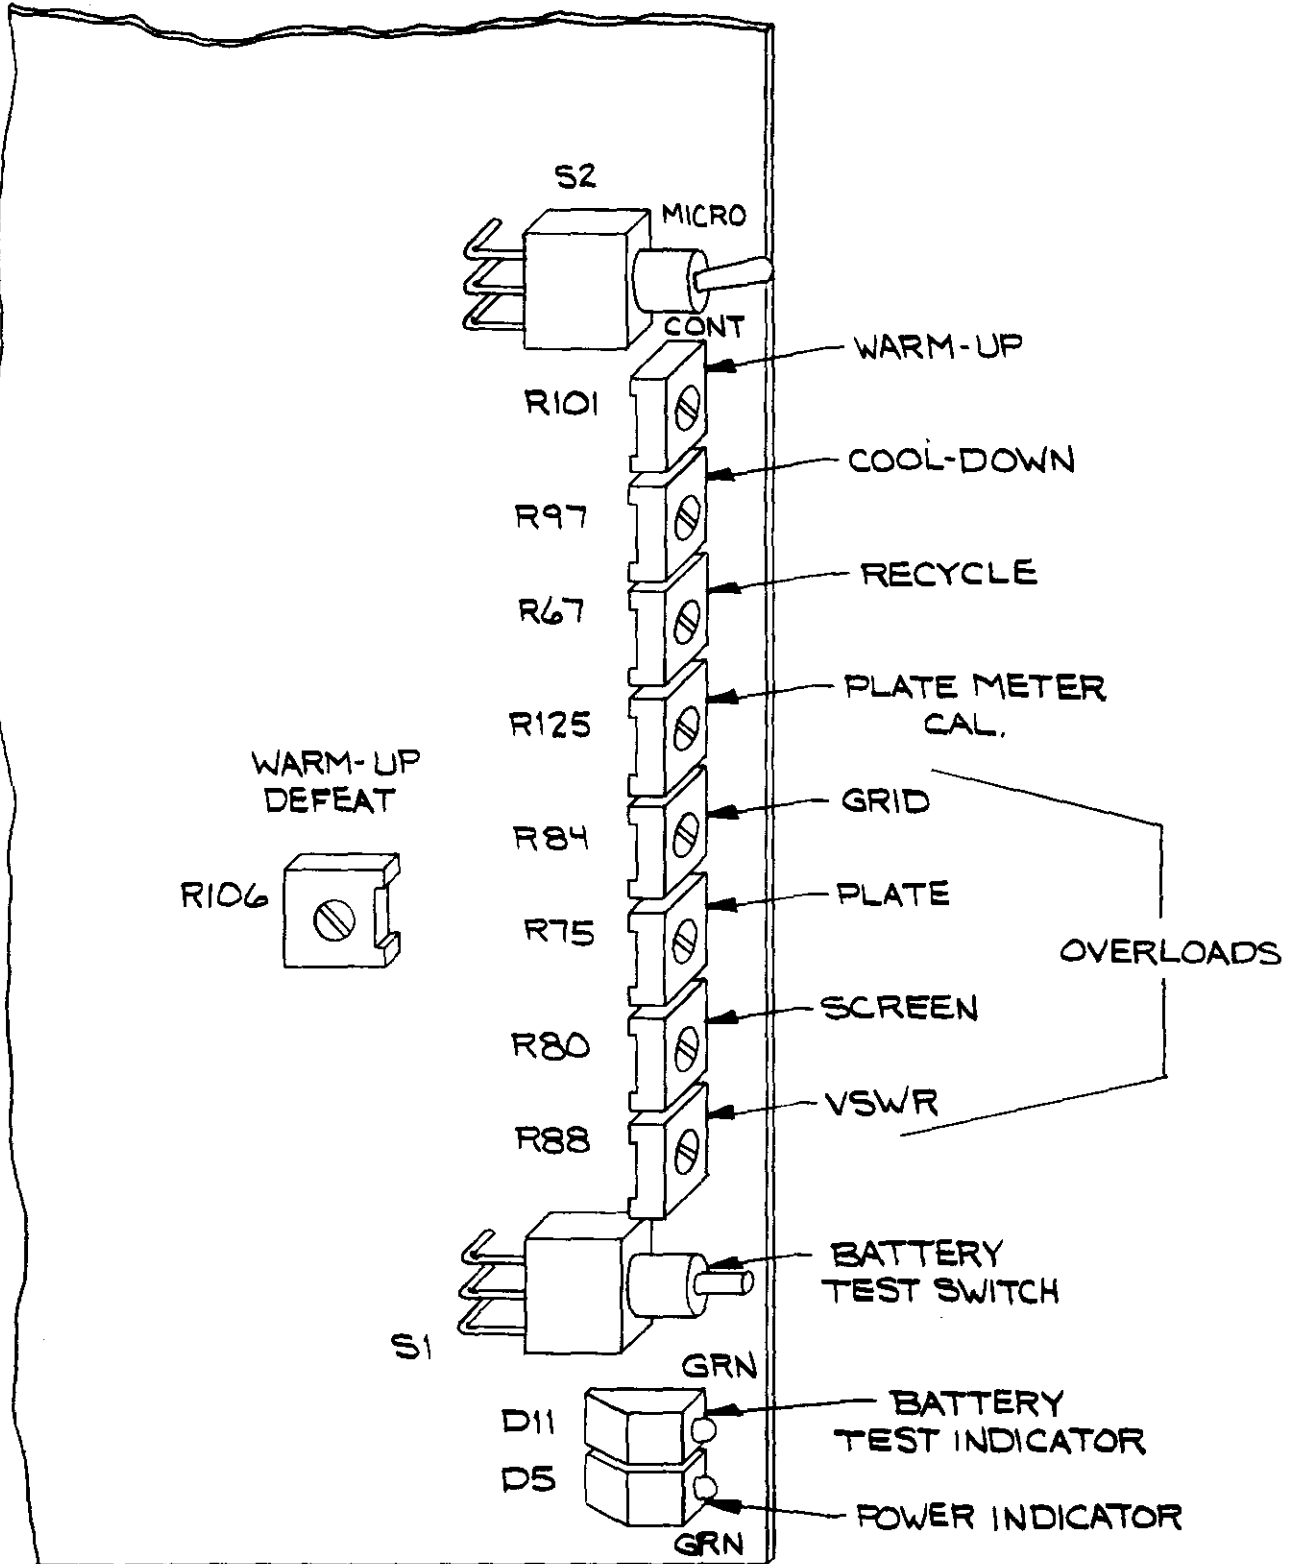 S2
MICRO
CONT
WARM-UP
R101
COOL-DOWN
R97
RECYCLE
R67
PLATE METER
CAL.
R125
WARM-UP
DEFEAT
GRID
R84
R106
PLATE
R75
OVERLOADS
SCREEN
R80
VSWR
R88
BATTERY
TEST SWITCH
S1
GRN
BATTERY
TEST INDICATOR
D11
D5
POWER INDICATOR
GRN